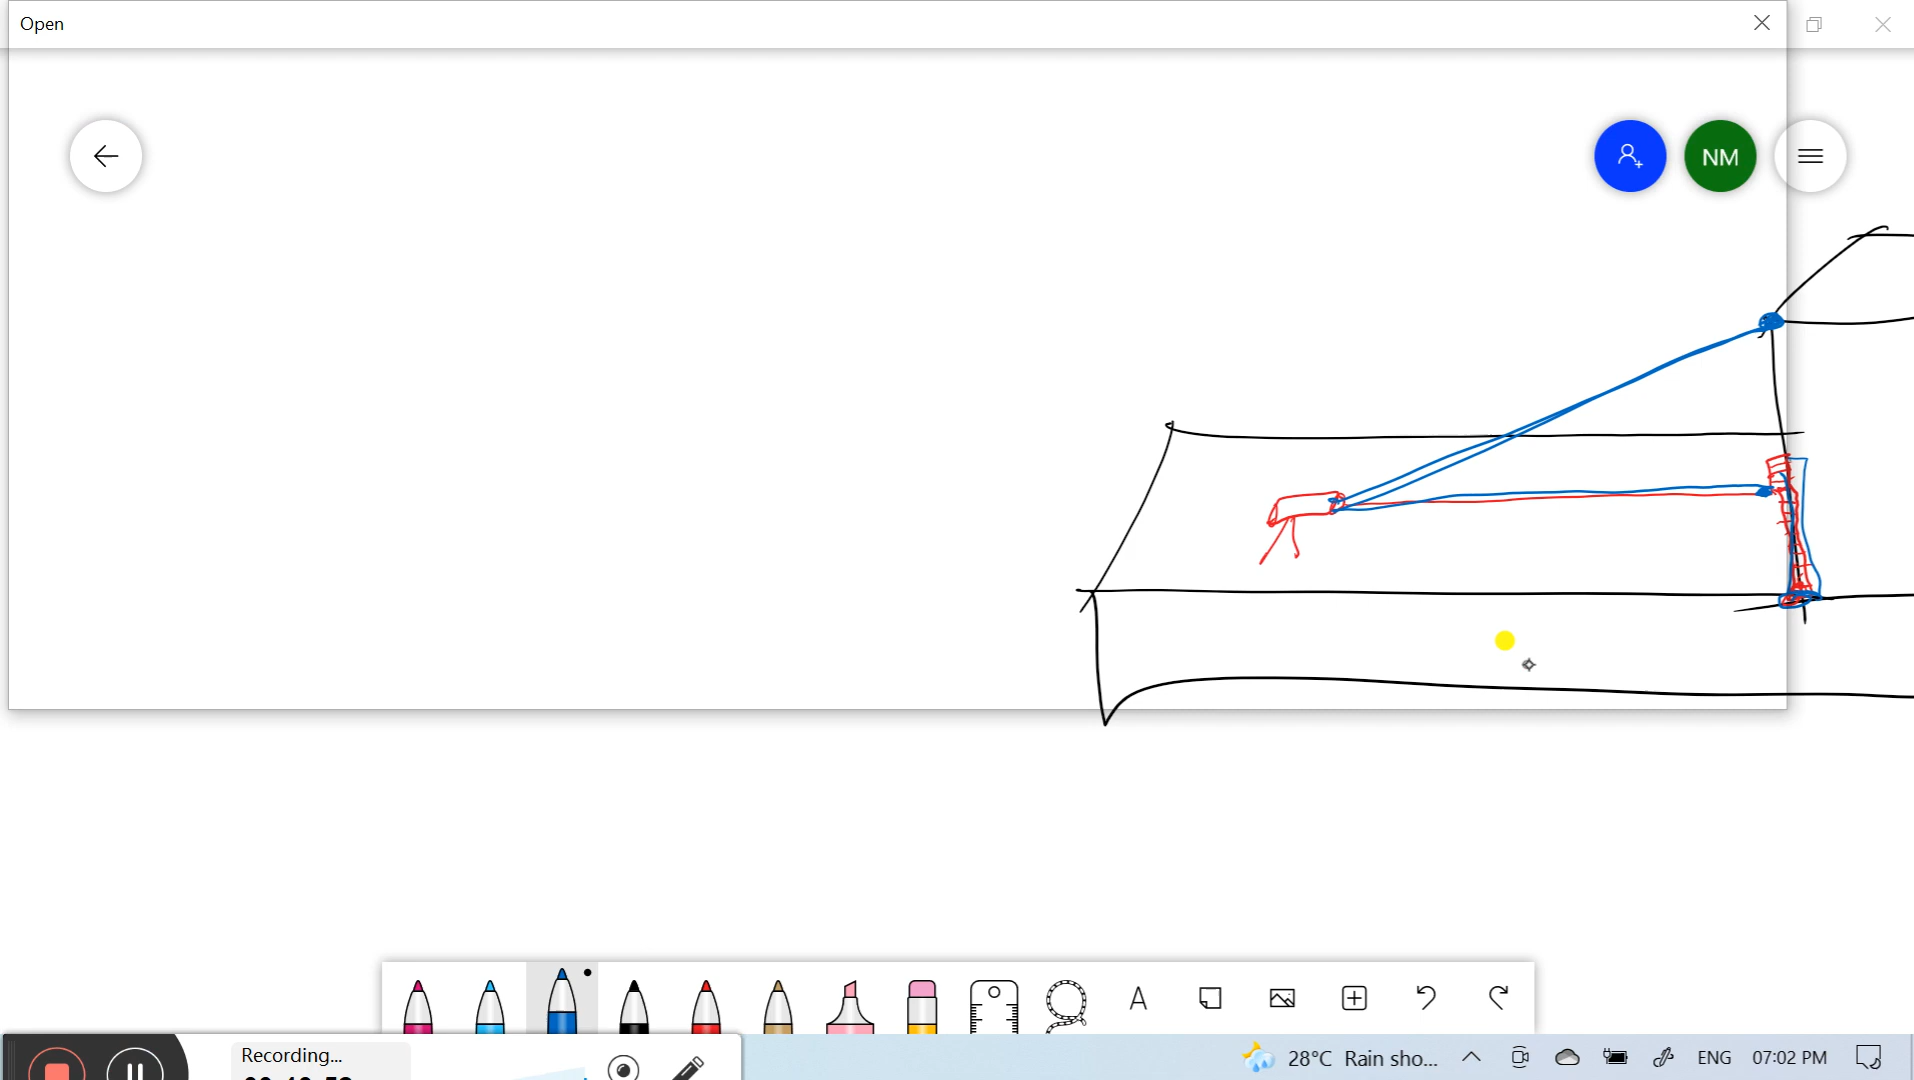 Open
NM
A
Recording...
28°C Rain sho...
ENG
07:02 PM